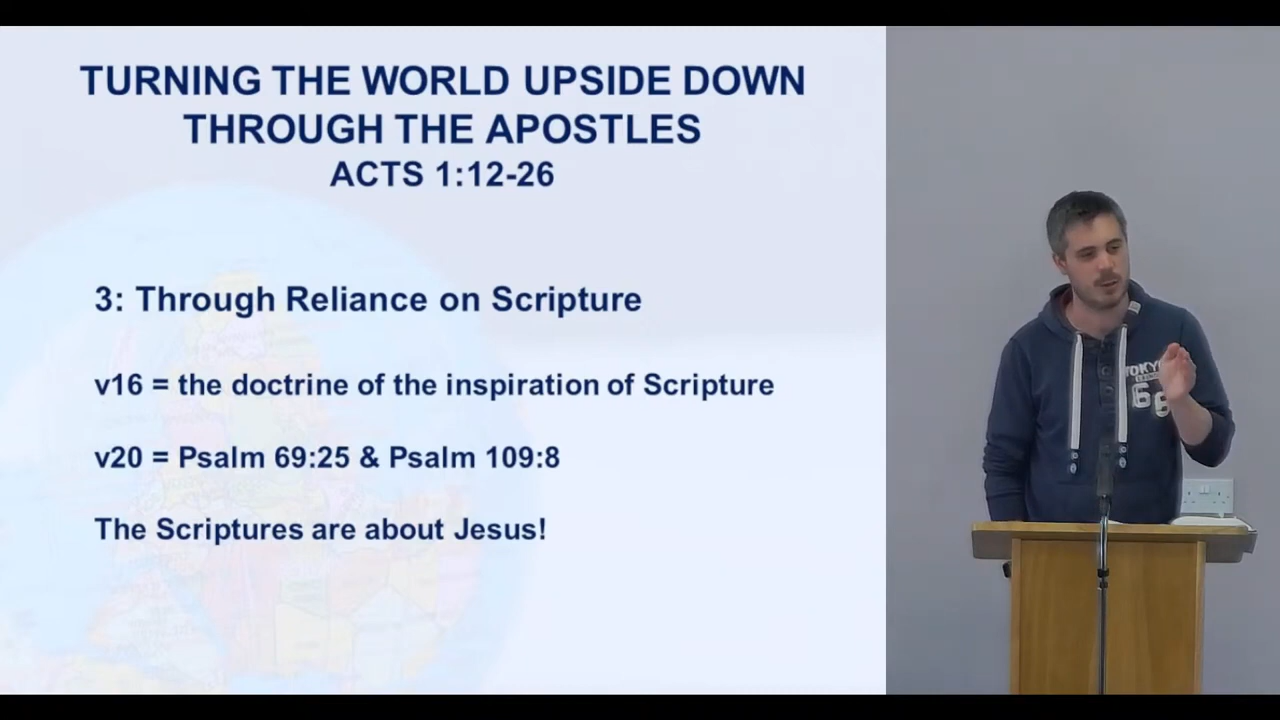 TURNING THE WORLD UPSIDE DOWN
THROUGH THE APOSTLES
ACTS 1:12-26
3: Through Reliance on Scripture
v16 = the doctrine of the inspiration of Scripture
v20 = Psalm 69:25 & Psalm 109:8
The Scriptures are about Jesus!
66